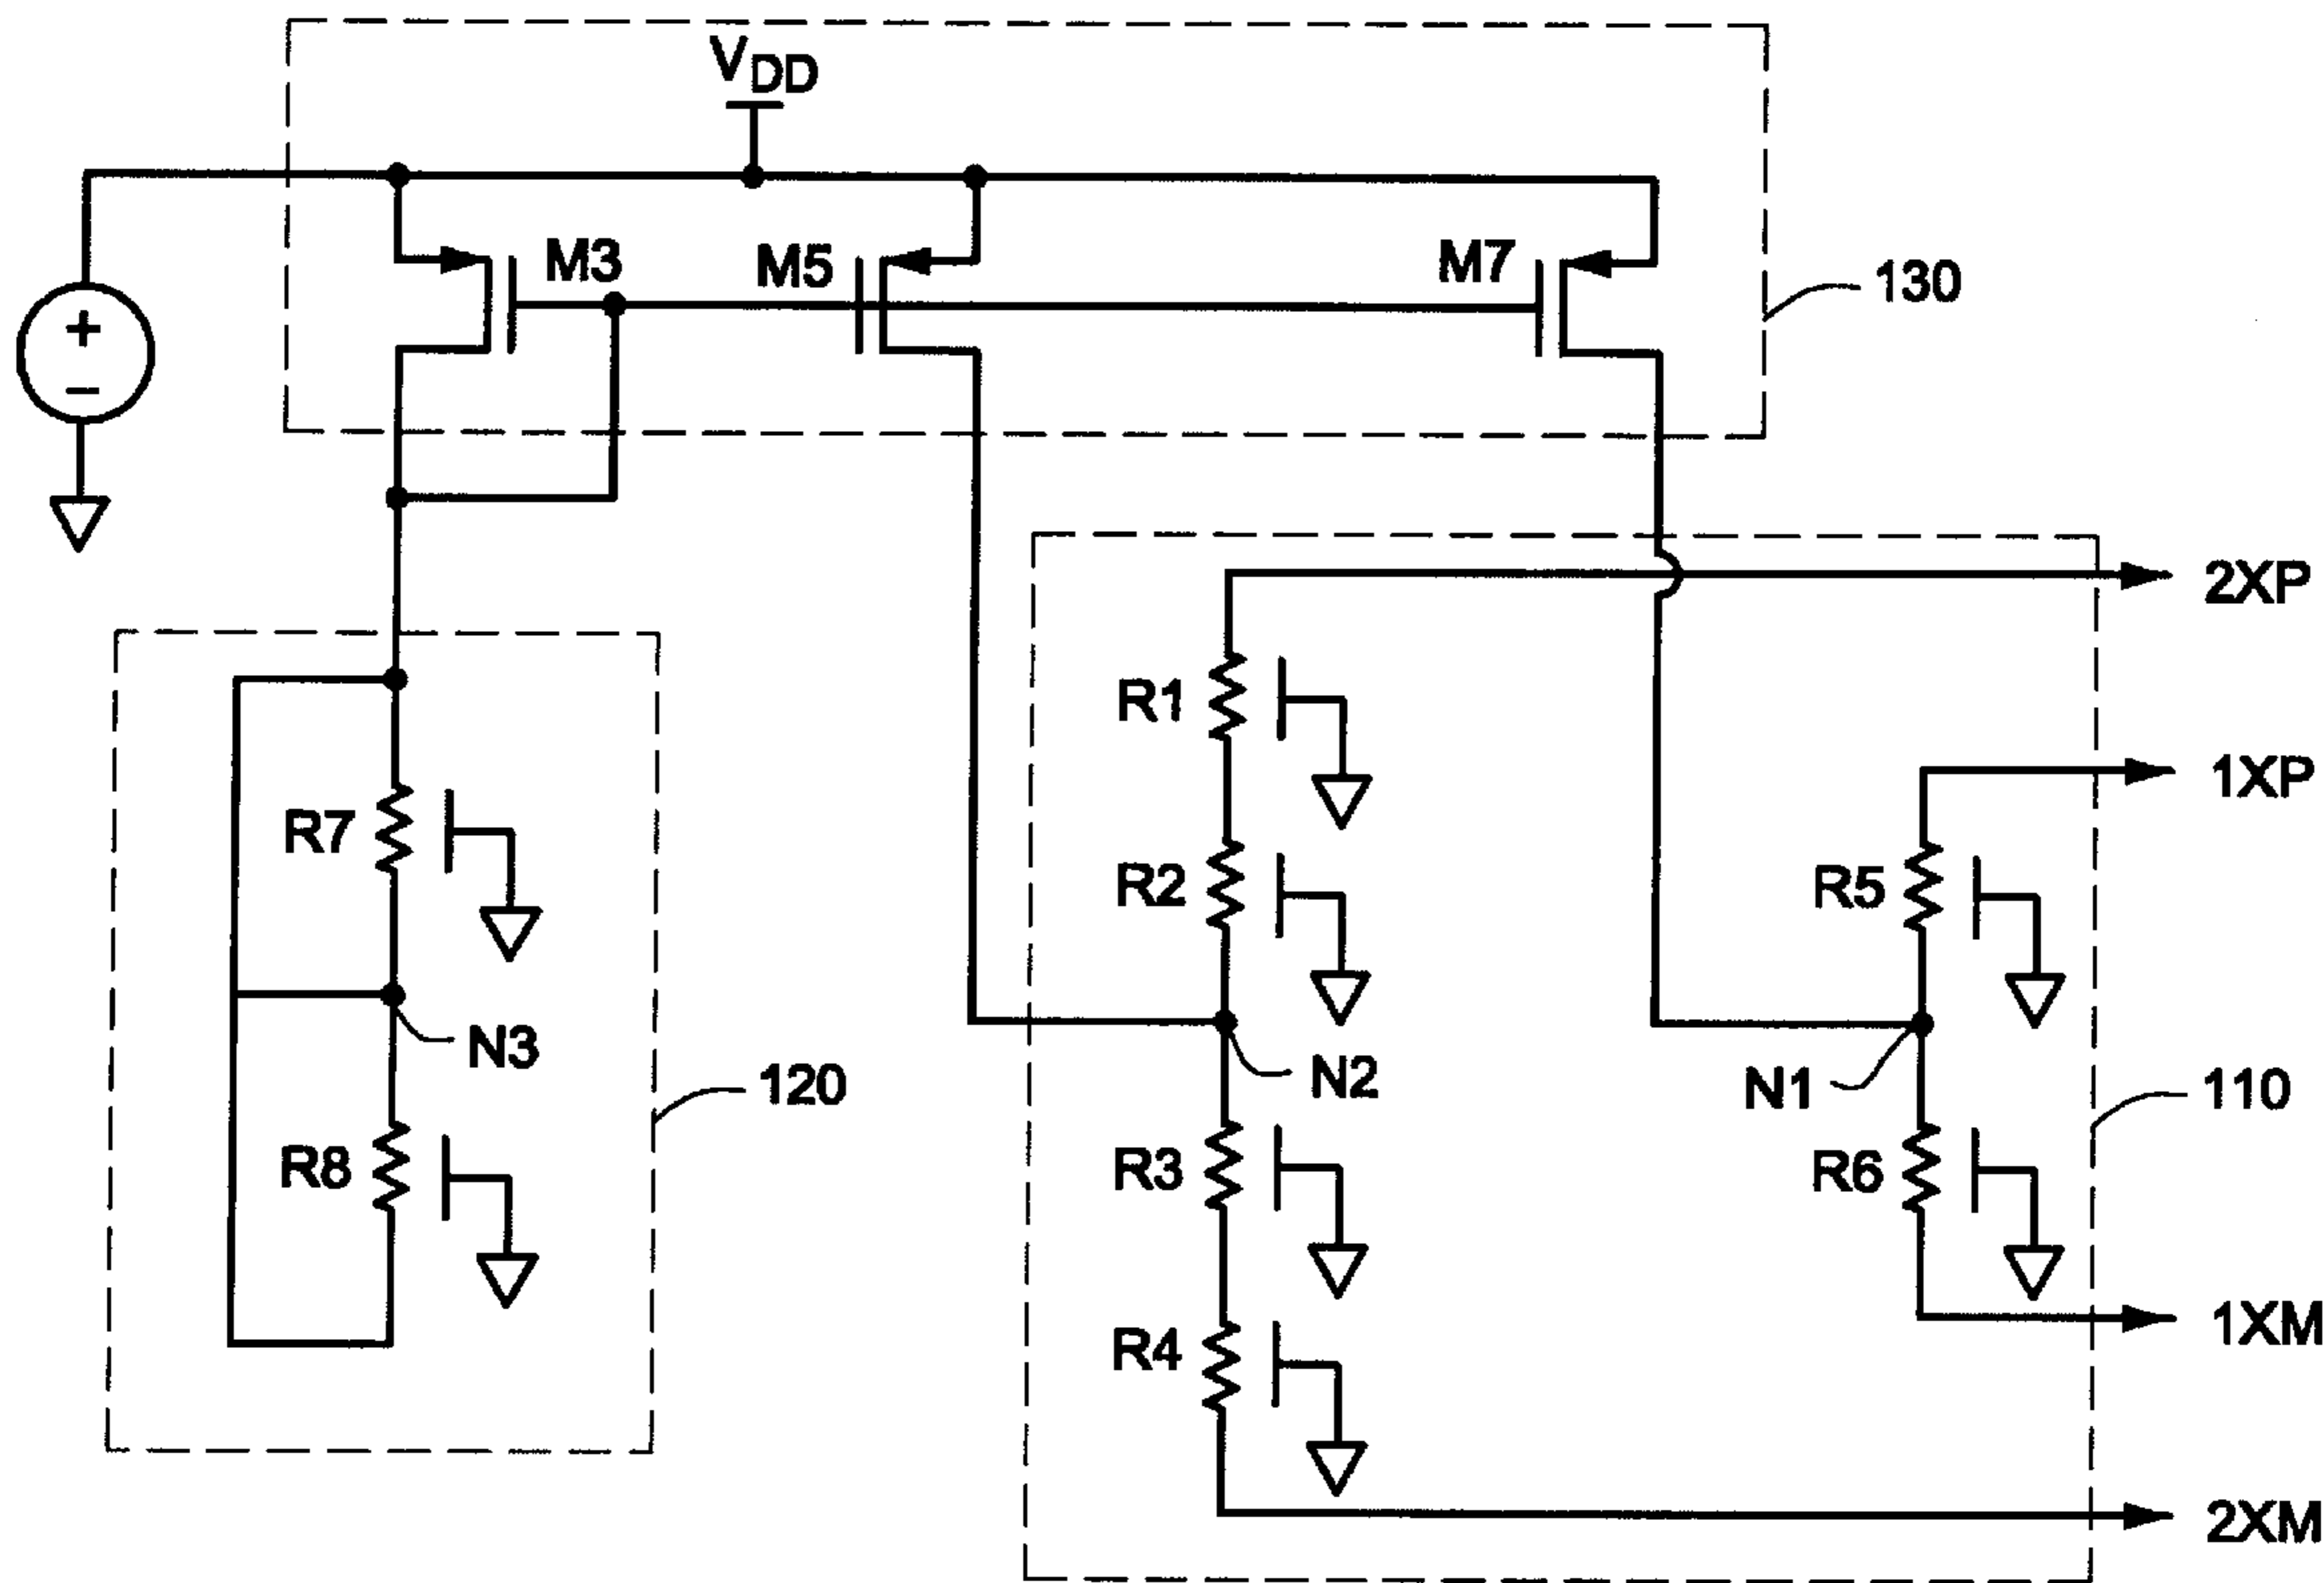 VDD
M3
M5
M7
130
+
−
2XP
R1
1XP
R7
R2
R5
N3
N2
N1
120
110
R8
R3
R6
R4
1XM
2XM